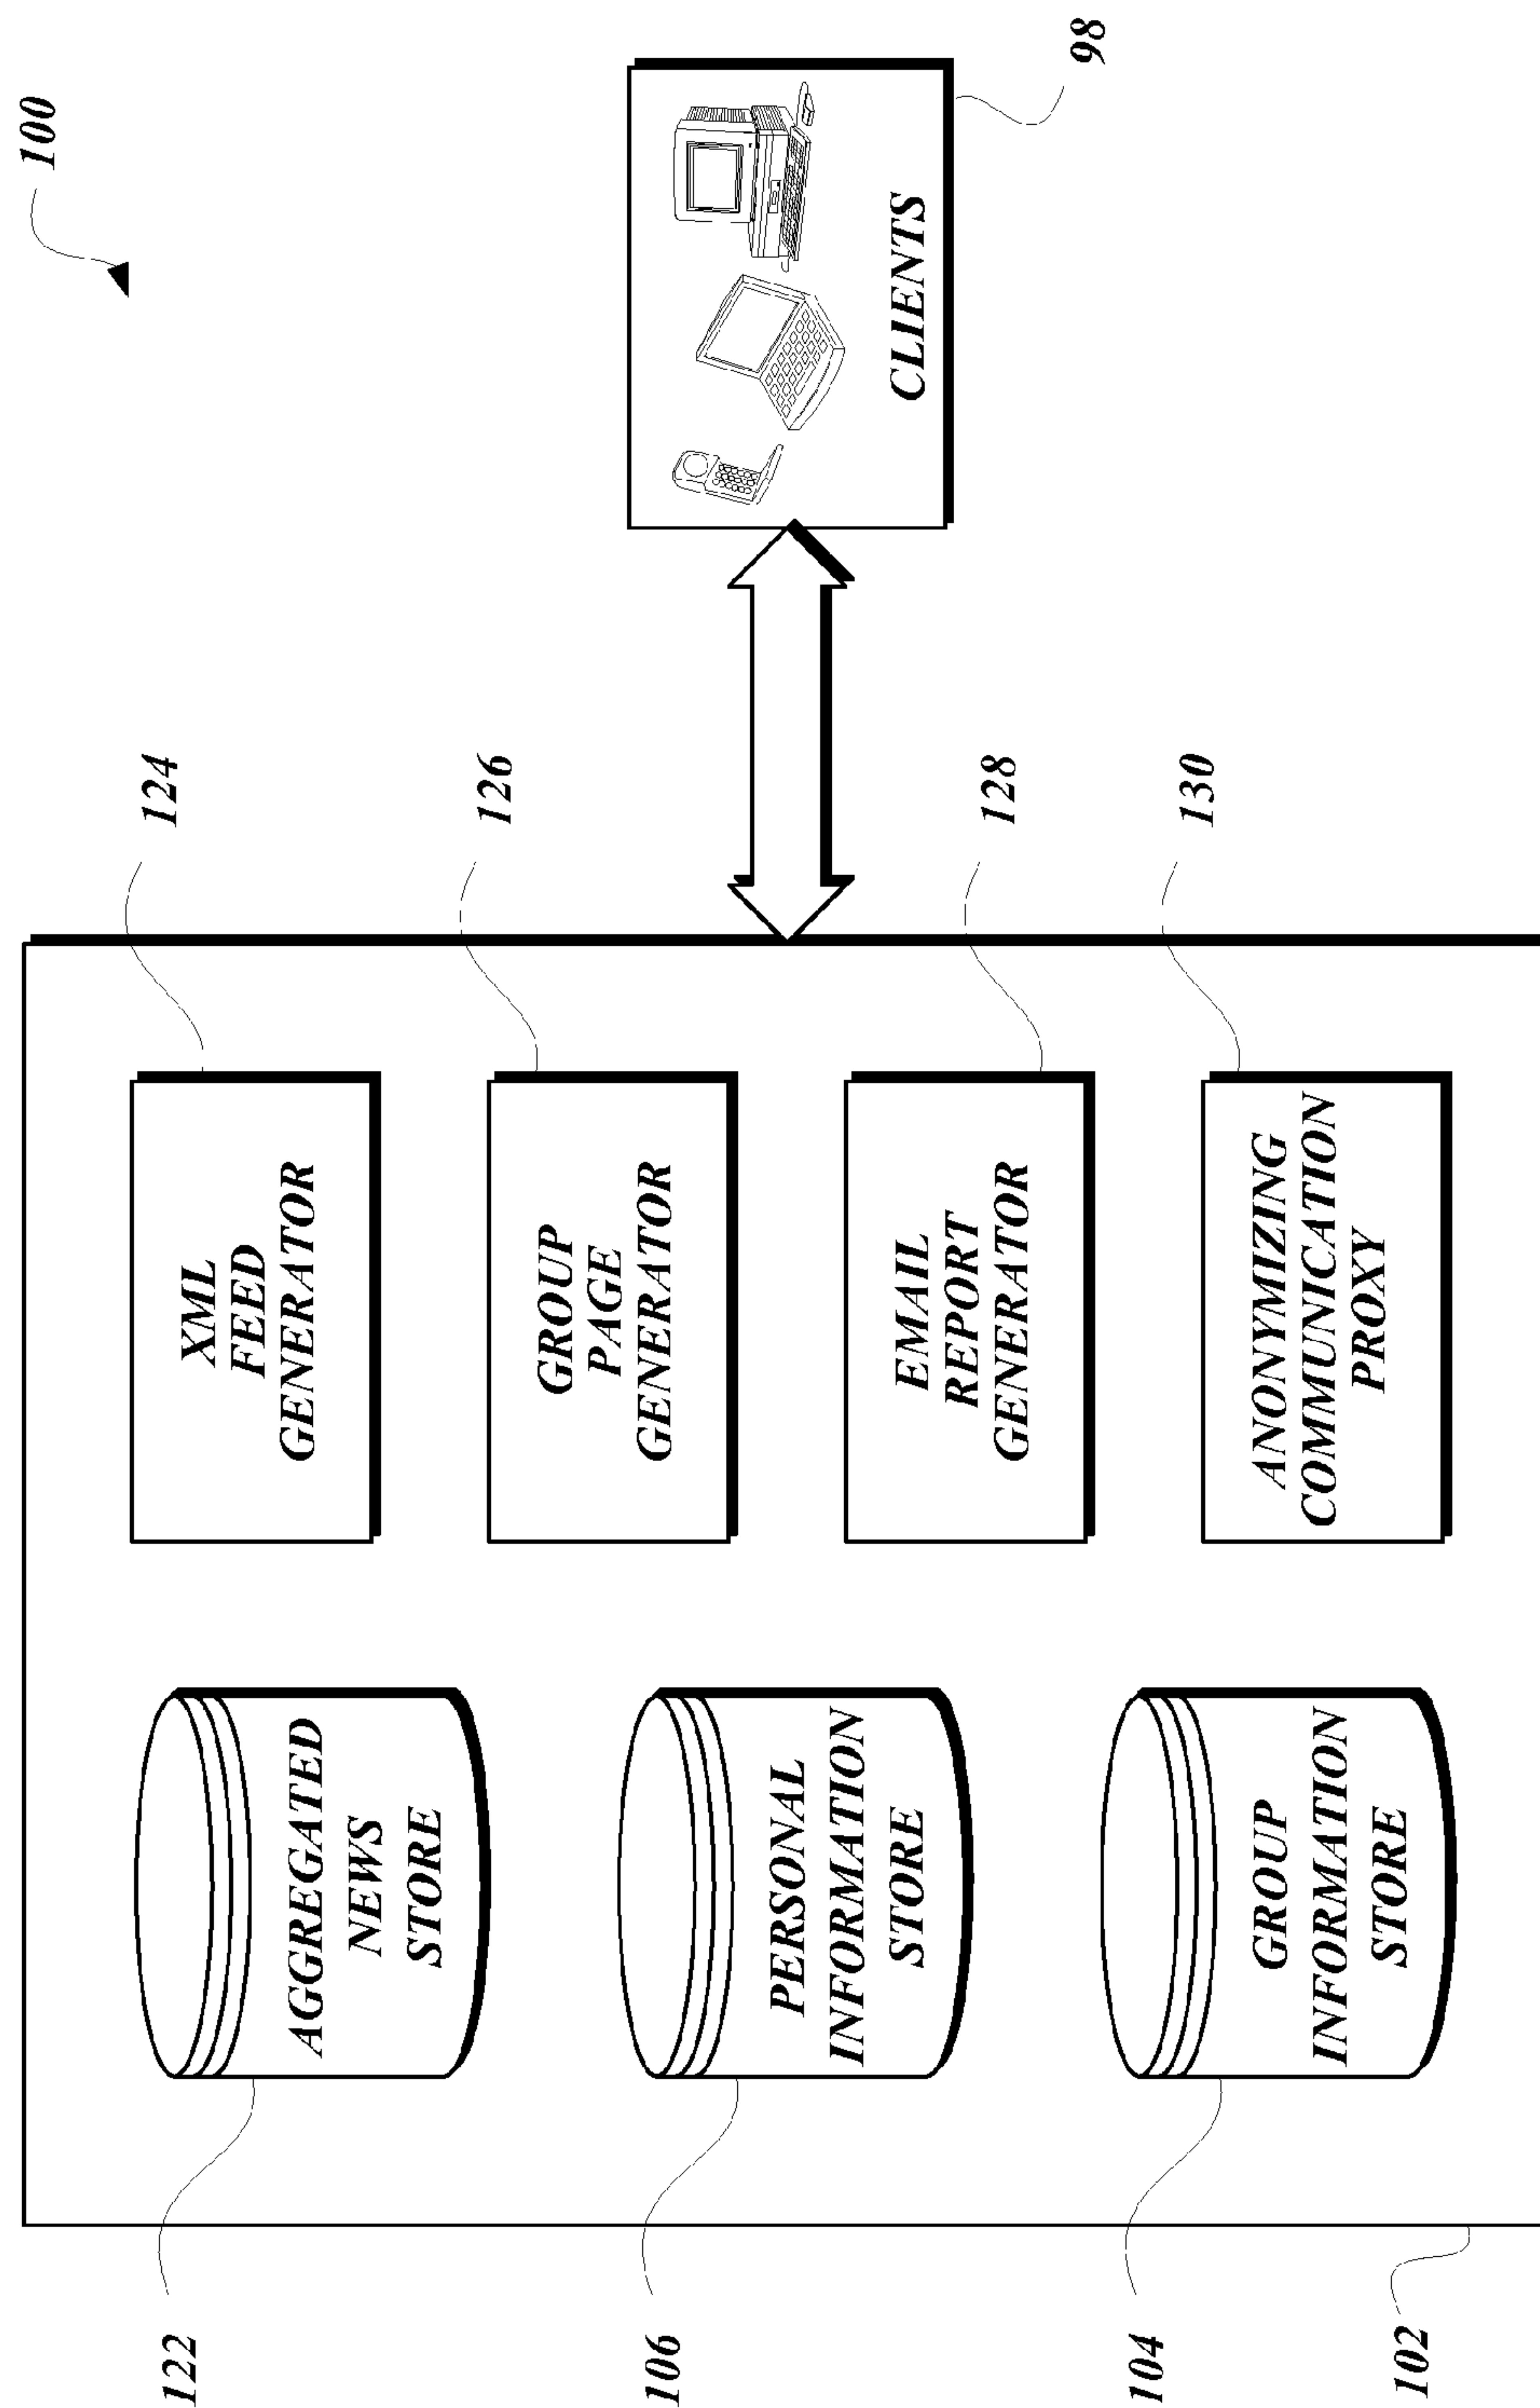 100
122
AGGREGATED
NEWS
STORE
XML
FEED
GENERATOR
124
GROUP
PAGE
GENERATOR
126
106
PERSONAL
INFORMATION
STORE
CLIENTS
98
EMAIL
REPORT
GENERATOR
128
104
GROUP
INFORMATION
STORE
ANONYMIZING
COMMUNICATION
PROXY
130
102